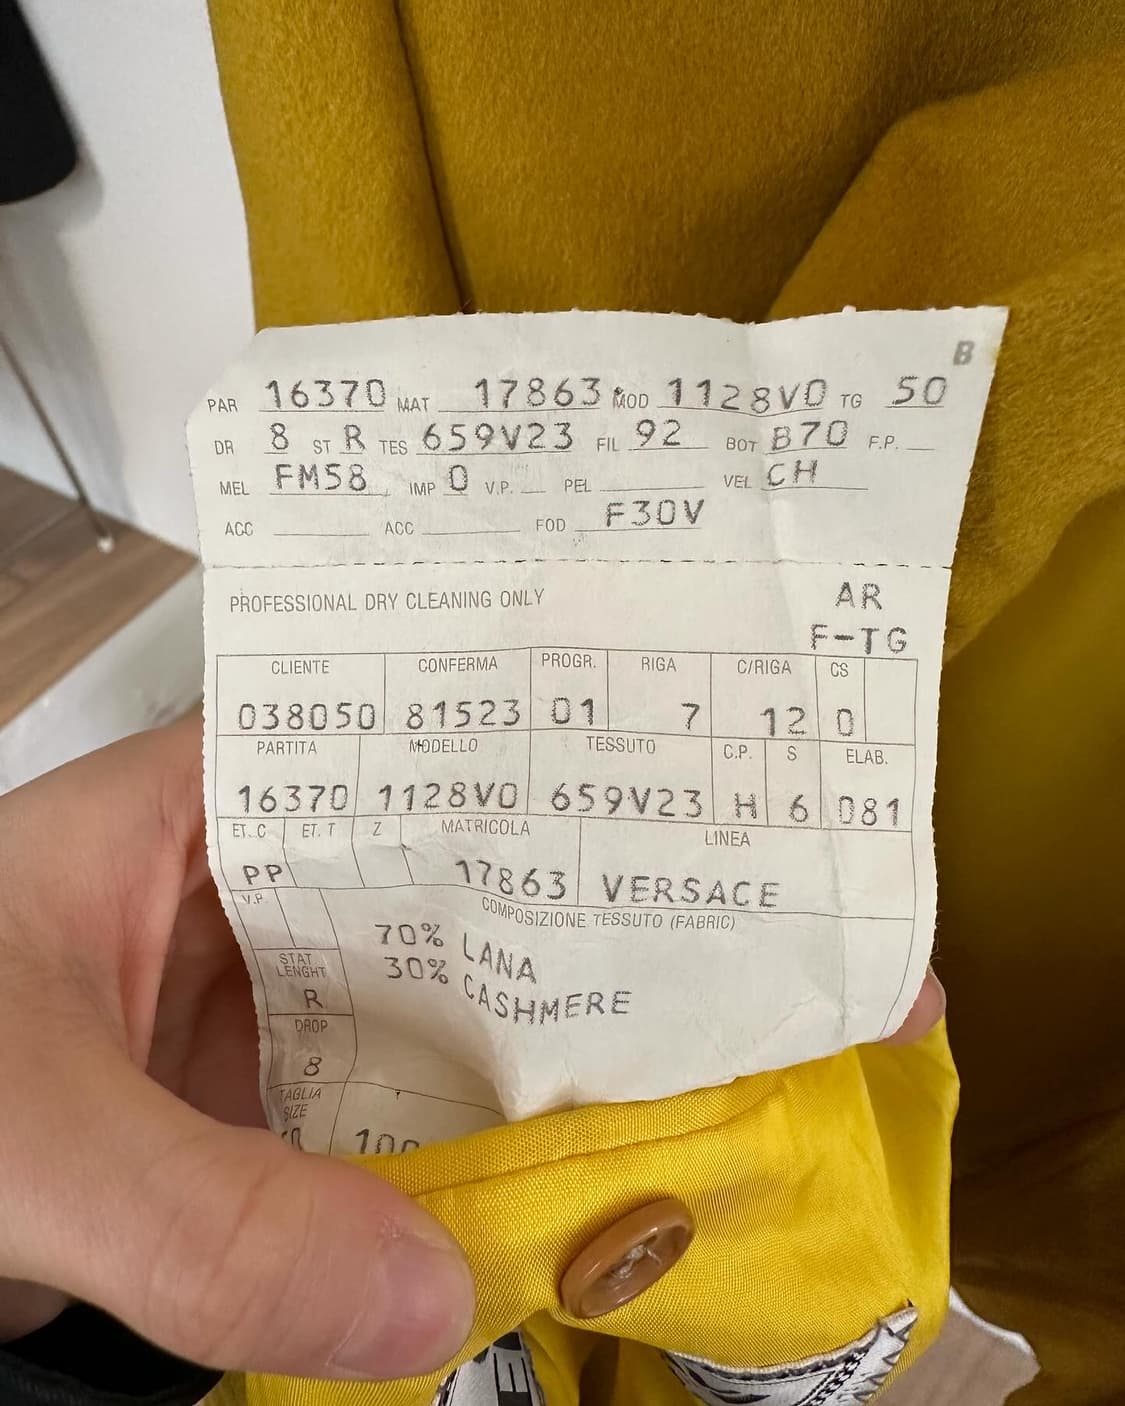 B
PAR 16370 MAT 17863 MOD 1128V0 TG 50
DR 8 ST R TES 659V23 FIL 92 BOT B70 F.P.
MEL FM58 IMP 0 V.P. PEL VEL CH
ACC ACC FOD F30V
PROFESSIONAL DRY CLEANING ONLY
AR
F-TG
CLIENTE CONFERMA PROGR. RIGA C/RIGA CS
038050 81523 01 7 12 0
PARTITA MODELLO TESSUTO C.P. S ELAB.
16370 1128V0 659V23 H 6 081
ET. C ET. T Z MATRICOLA LINEA
PP 17863 VERSACE
V.P. COMPOSIZIONE TESSUTO (FABRIC)
70% LANA
30% CASHMERE
STAT.
LENGHT
R
DROP
8
TAGLIA
SIZE